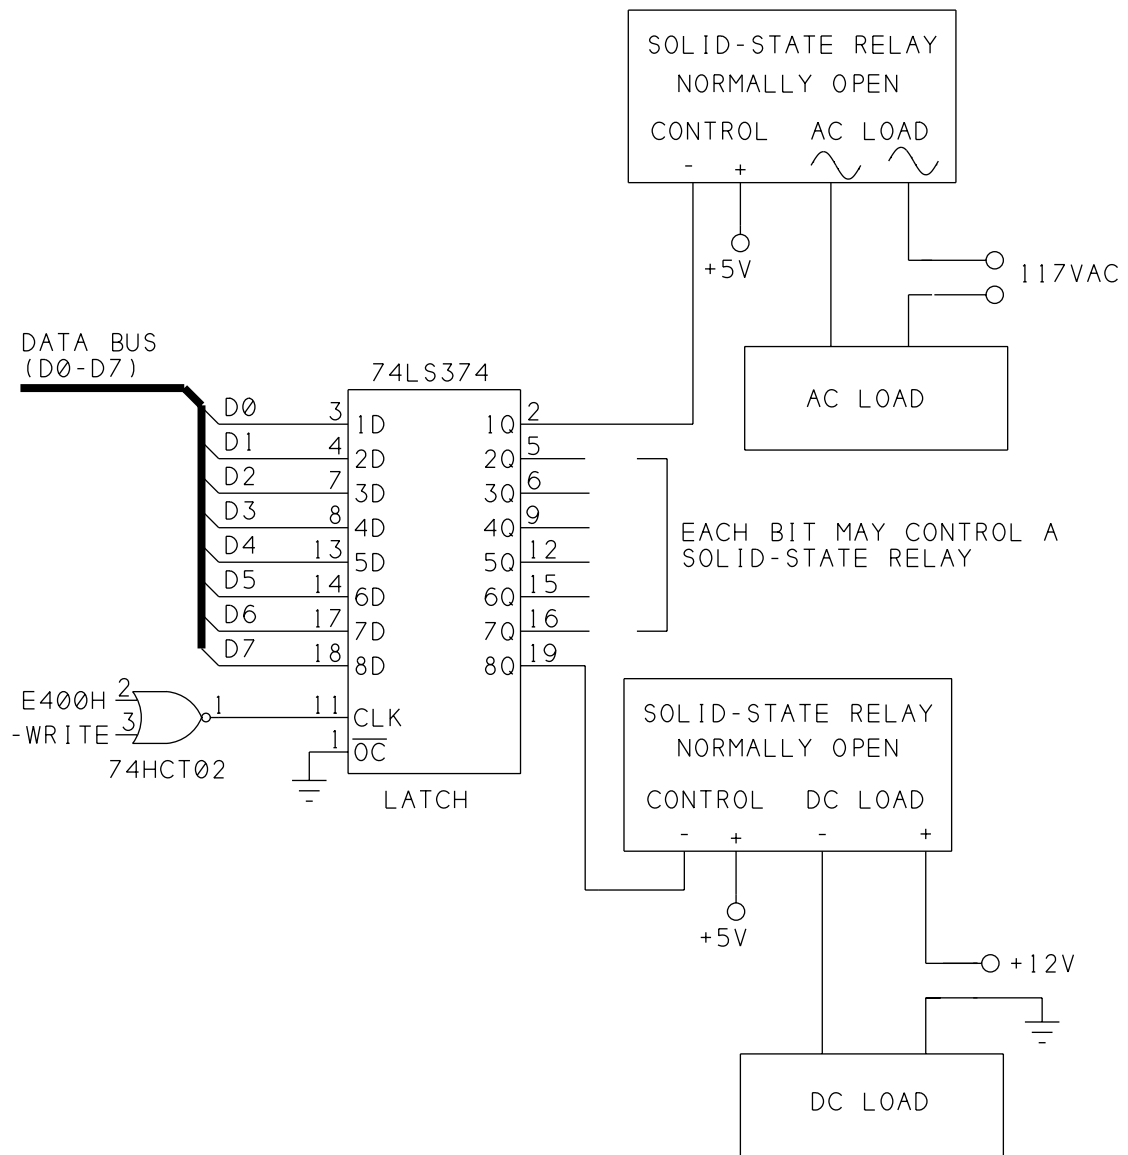 SOLID-STATE RELAY
NORMALLY OPEN
CONTROL AC LOAD
- +
+5V
117VAC
AC LOAD
DATA BUS
(D0-D7)
74LS374
D0 3 1D 1Q 2
D1 4 2D 2Q 5
D2 7 3D 3Q 6
D3 8 4D 4Q 9
D4 13 5D 5Q 12
D5 14 6D 6Q 15
D6 17 7D 7Q 16
D7 18 8D 8Q 19
EACH BIT MAY CONTROL A
SOLID-STATE RELAY
E400H 2
-WRITE 3
1
11 CLK
1 OC
74HCT02
LATCH
SOLID-STATE RELAY
NORMALLY OPEN
CONTROL DC LOAD
- + - +
+5V
+12V
DC LOAD